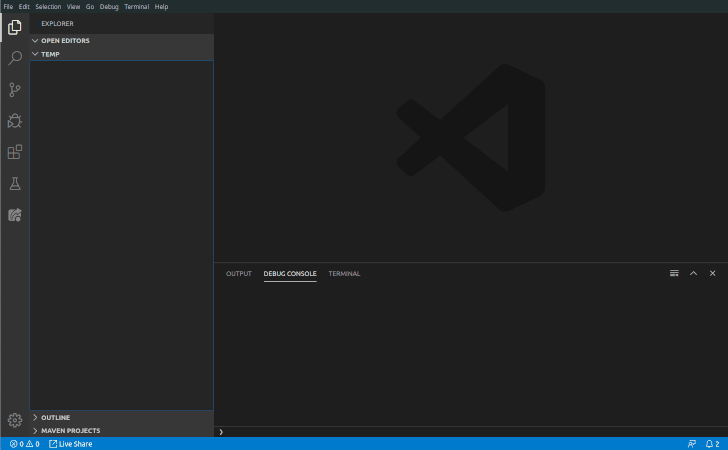 File Edit Selection View Go Debug Terminal Help
EXPLORER
OPEN EDITORS
TEMP
OUTPUT DEBUG CONSOLE TERMINAL
OUTLINE
MAVEN PROJECTS
0 0 Live Share 2